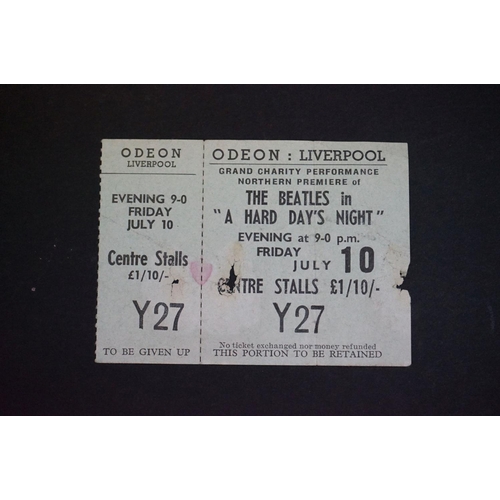 ODEON
LIVERPOOL
EVENING 9-0
FRIDAY
JULY 10
Centre Stalls
£1/10/-
Y27
TO BE GIVEN UP
ODEON : LIVERPOOL
GRAND CHARITY PERFORMANCE
NORTHERN PREMIERE of
THE BEATLES in
"A HARD DAY'S NIGHT"
EVENING at 9-0 p.m.
FRIDAY JULY 10
CENTRE STALLS £1/10/-
Y27
No ticket exchanged nor money refunded
THIS PORTION TO BE RETAINED